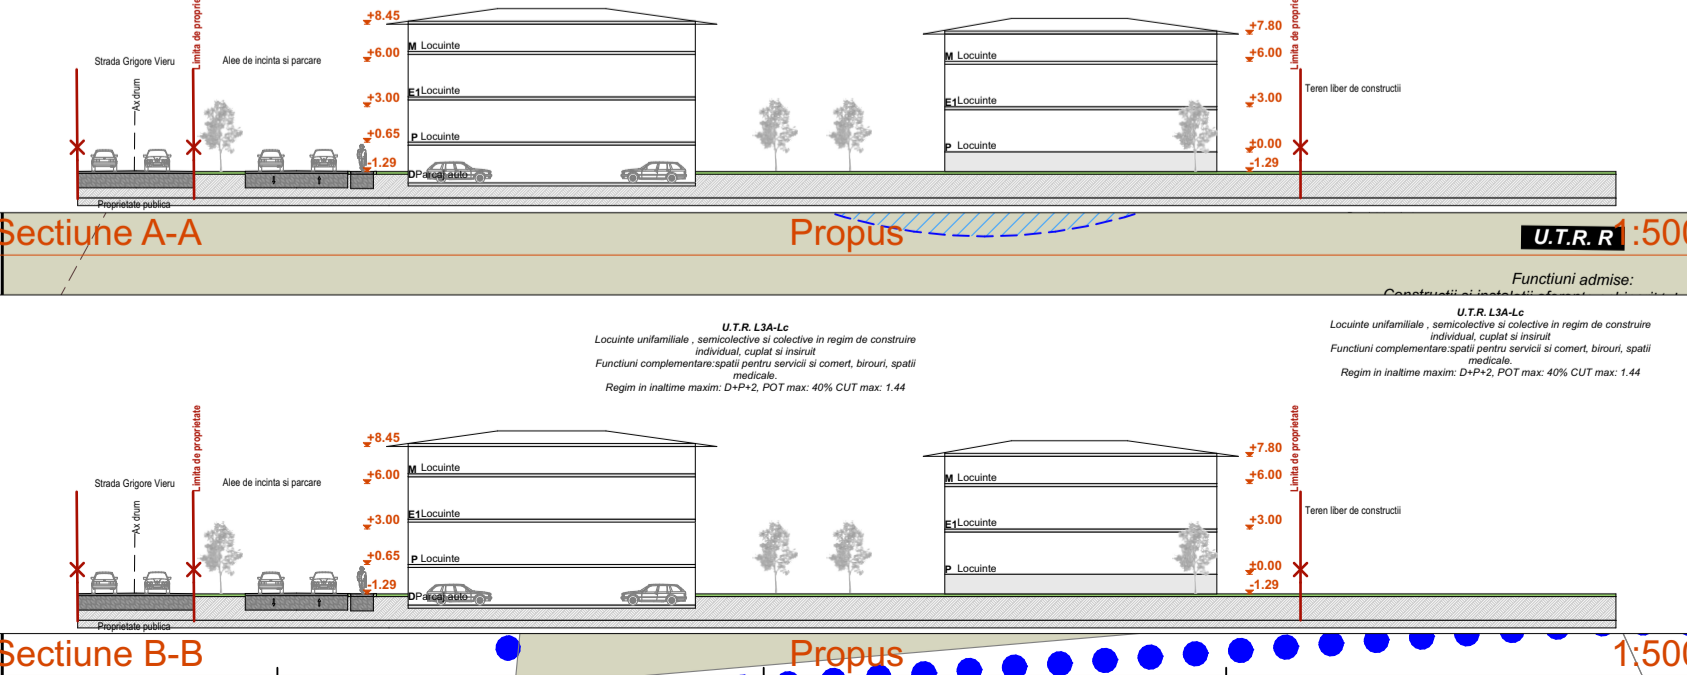 +8.45
M Locuinte
+6.00
Strada Grigore Vieru
Limita de proprie
Alee de incinta si parcare
Ax drum
E1Locuinte
+3.00
P Locuinte
+0.65
-1.29
DParcaj auto
Proprietate publica
M Locuinte
E1Locuinte
P Locuinte
+7.80
+6.00
Limita de proprie
Teren liber de constructii
+3.00
±0.00
-1.29
Sectiune A-A
Propus
U.T.R. R
1:500
Functiuni admise:
U.T.R. L3A-Lc
Locuinte unifamiliale , semicolective si colective in regim de construire
individual, cuplat si insiruit
Functiuni complementare:spatii pentru servicii si comert, birouri, spatii
medicale.
Regim in inaltime maxim: D+P+2, POT max: 40% CUT max: 1.44
U.T.R. L3A-Lc
Locuinte unifamiliale , semicolective si colective in regim de construire
individual, cuplat si insiruit
Functiuni complementare:spatii pentru servicii si comert, birouri, spatii
medicale.
Regim in inaltime maxim: D+P+2, POT max: 40% CUT max: 1.44
+8.45
M Locuinte
+6.00
Strada Grigore Vieru
Limita de proprietate
Alee de incinta si parcare
Ax drum
E1Locuinte
+3.00
P Locuinte
+0.65
-1.29
DParcaj auto
Proprietate publica
M Locuinte
E1Locuinte
P Locuinte
+7.80
+6.00
Limita de proprietate
Teren liber de constructii
+3.00
±0.00
-1.29
Sectiune B-B
Propus
1:500